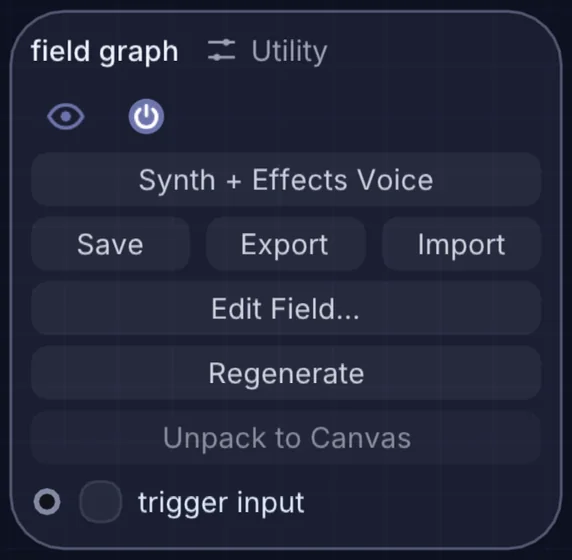 field graph Utility
Synth + Effects Voice
Save Export Import
Edit Field...
Regenerate
Unpack to Canvas
trigger input